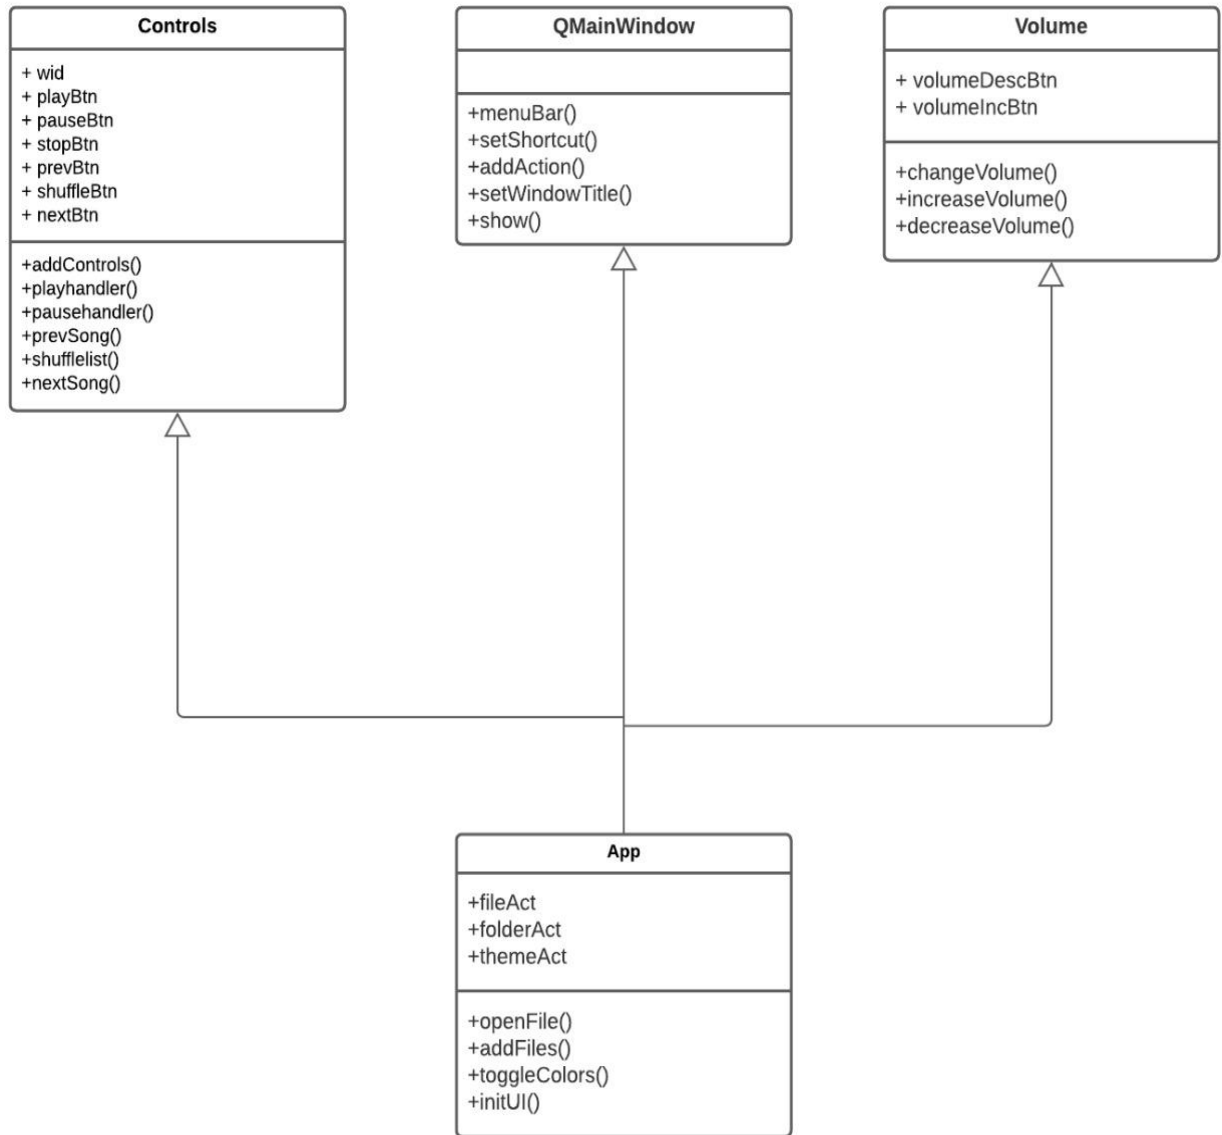 Controls
+ wid
+ playBtn
+ pauseBtn
+ stopBtn
+ prevBtn
+ shuffleBtn
+ nextBtn
+addControls()
+playhandler()
+pausehandler()
+prevSong()
+shufflelist()
+nextSong()
QMainWindow
+menuBar()
+setShortcut()
+addAction()
+setWindowTitle()
+show()
Volume
+ volumeDescBtn
+ volumeIncBtn
+changeVolume()
+increaseVolume()
+decreaseVolume()
App
+fileAct
+folderAct
+themeAct
+openFile()
+addFiles()
+toggleColors()
+initUI()